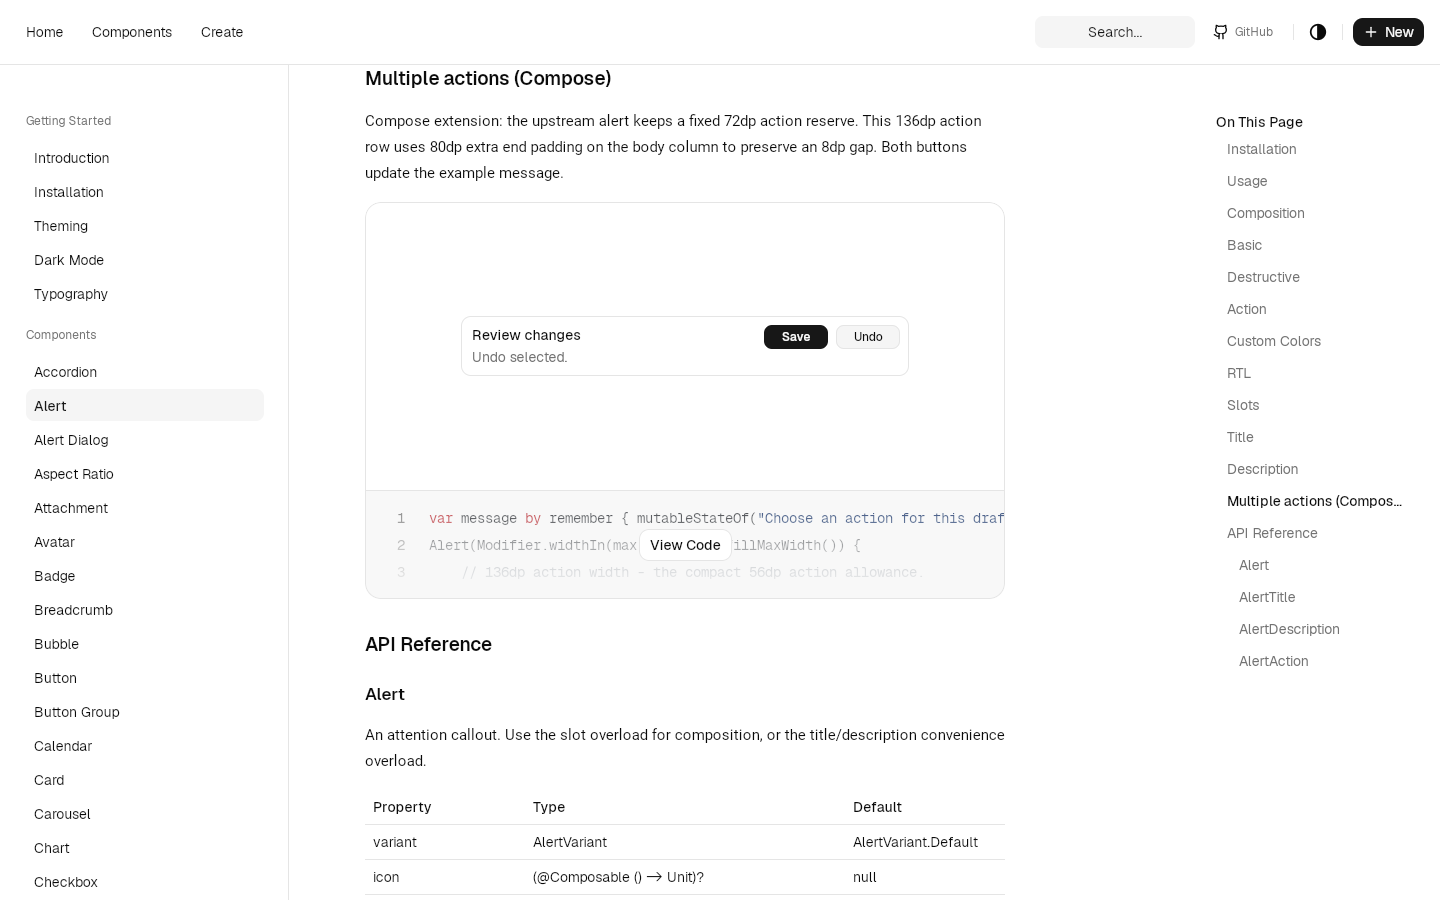 Home
Components
Create
Search...
GitHub
New
Getting Started
Introduction
Installation
Theming
Dark Mode
Typography
Components
Accordion
Alert
Alert Dialog
Aspect Ratio
Attachment
Avatar
Badge
Breadcrumb
Bubble
Button
Button Group
Calendar
Card
Carousel
Chart
Checkbox
Multiple actions (Compose)
Compose extension: the upstream alert keeps a fixed 72dp action reserve. This 136dp action
row uses 80dp extra end padding on the body column to preserve an 8dp gap. Both buttons
update the example message.
Review changes
Undo selected.
Save
Undo
1 var message by remember { mutableStateOf("Choose an action for this draf
2 Alert(Modifier.widthIn(max
View Code
illMaxWidth()) {
3 // 136dp action width - the compact 56dp action allowance.
API Reference
Alert
An attention callout. Use the slot overload for composition, or the title/description convenience
overload.
Property Type Default
variant AlertVariant AlertVariant.Default
icon (@Composable () -> Unit)? null
On This Page
Installation
Usage
Composition
Basic
Destructive
Action
Custom Colors
RTL
Slots
Title
Description
Multiple actions (Compos...
API Reference
Alert
AlertTitle
AlertDescription
AlertAction